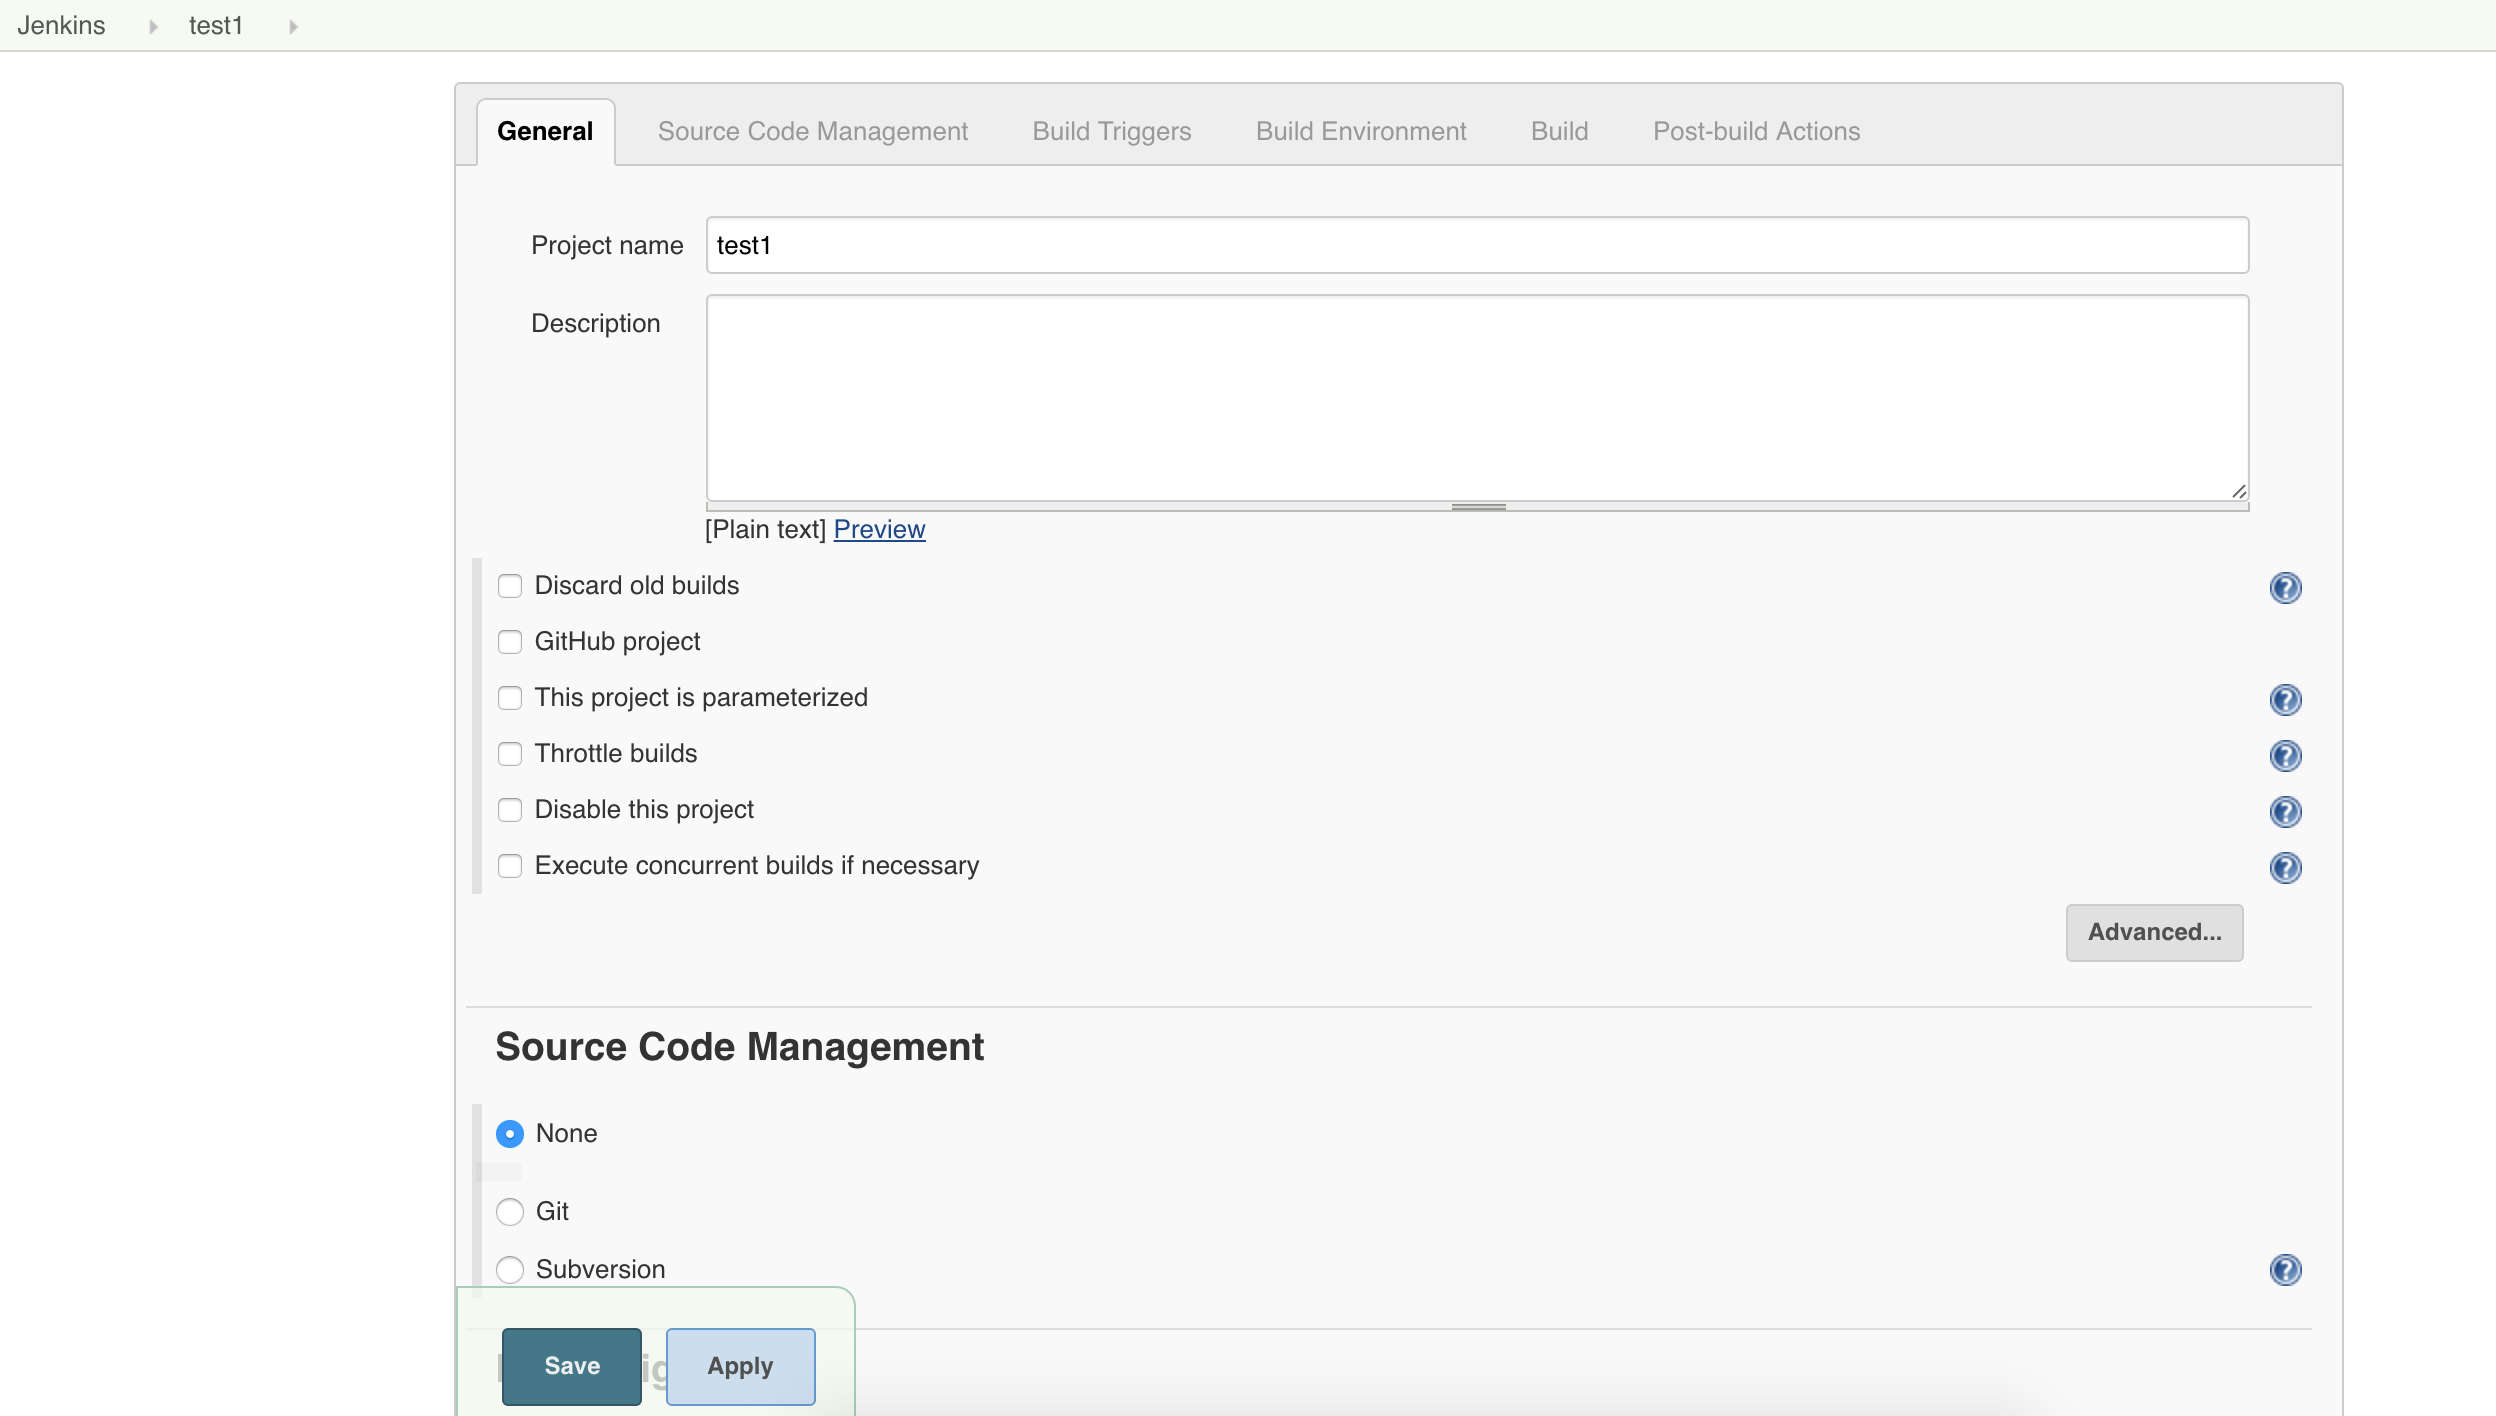 Jenkins test1
General Source Code Management Build Triggers Build Environment Build Post-build Actions
Project name test1
Description
[Plain text] Preview
Discard old builds
GitHub project
This project is parameterized
Throttle builds
Disable this project
Execute concurrent builds if necessary
Advanced...
Source Code Management
None
Git
Subversion
Save Apply